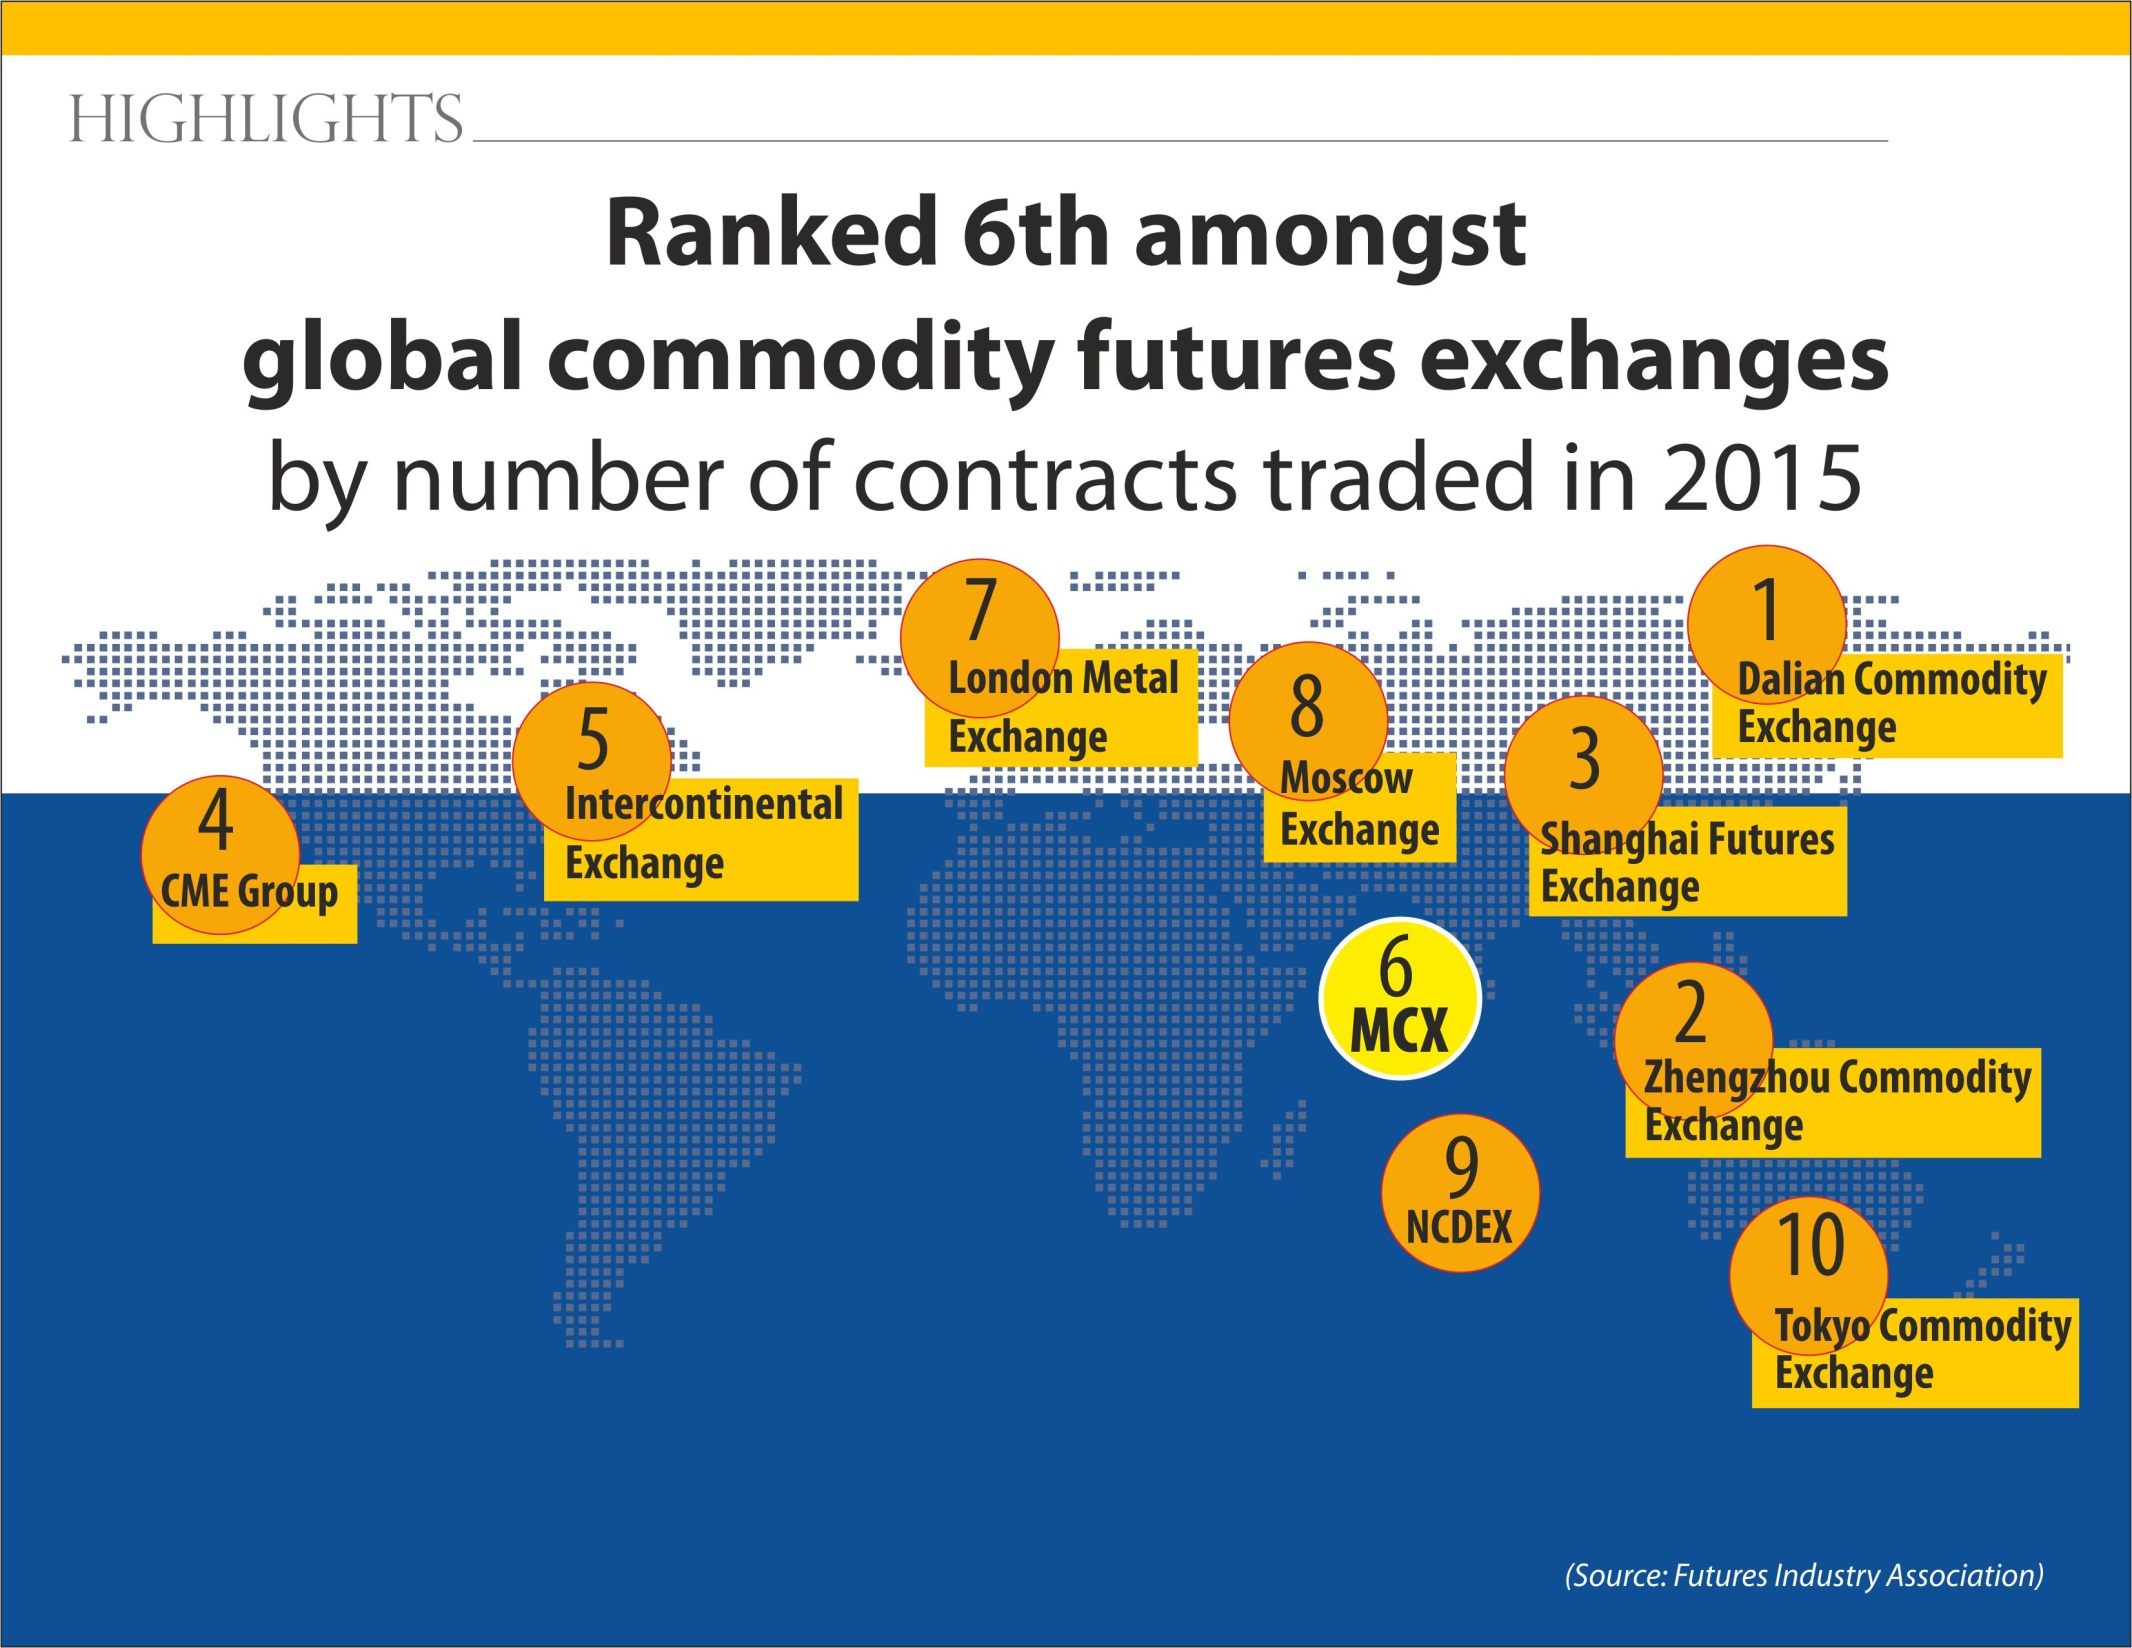 HIGHLIGHTS
Ranked 6th amongst
global commodity futures exchanges
by number of contracts traded in 2015
7
London Metal
Exchange
1
Dalian Commodity
Exchange
8
Moscow
Exchange
5
Intercontinental
Exchange
3
Shanghai Futures
Exchange
4
CME Group
6
MCX
2
Zhengzhou Commodity
Exchange
9
NCDEX
10
Tokyo Commodity
Exchange
(Source: Futures Industry Association)